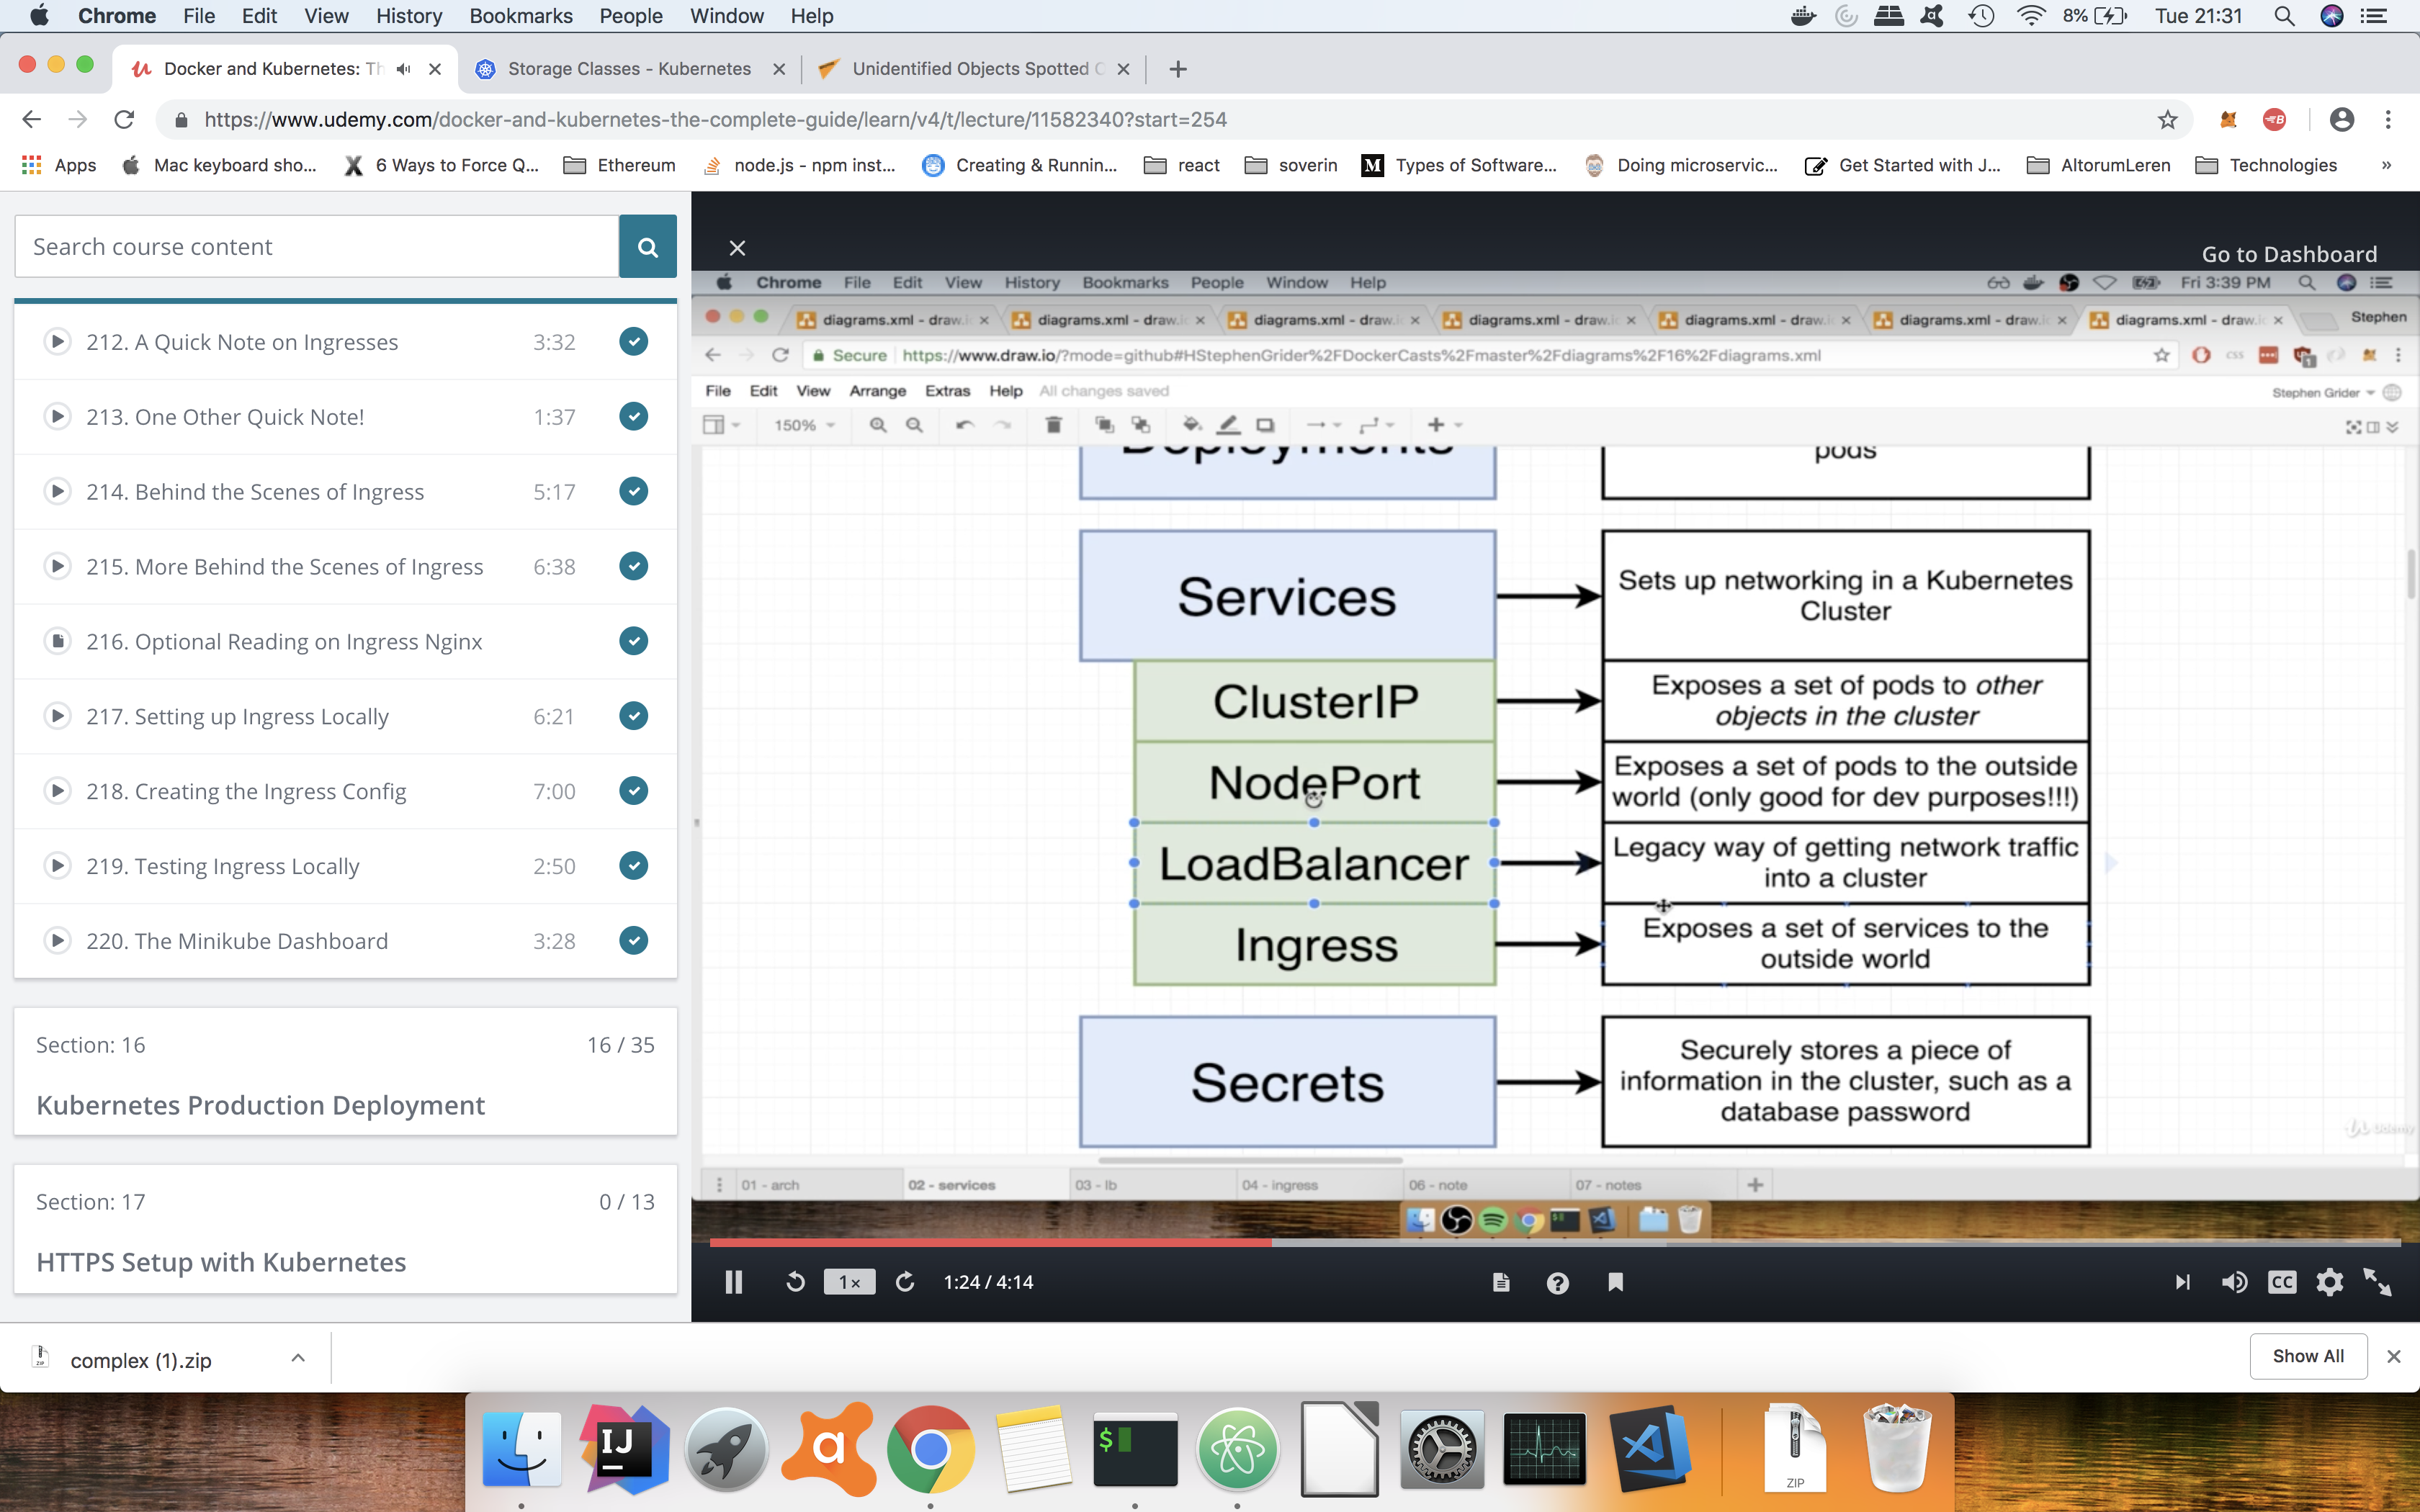 Chrome File Edit View History Bookmarks People Window Help 8% Tue 21:31
Docker and Kubernetes: Th Storage Classes - Kubernetes Unidentified Objects Spotted
https://www.udemy.com/docker-and-kubernetes-the-complete-guide/learn/v4/t/lecture/11582340?start=254
Apps Mac keyboard sho... 6 Ways to Force Q... Ethereum node.js - npm inst... Creating & Runnin... react soverin Types of Software... Doing microservic... Get Started with J... AltorumLeren Technologies »
Search course content
212. A Quick Note on Ingresses 3:32
213. One Other Quick Note! 1:37
214. Behind the Scenes of Ingress 5:17
215. More Behind the Scenes of Ingress 6:38
216. Optional Reading on Ingress Nginx
217. Setting up Ingress Locally 6:21
218. Creating the Ingress Config 7:00
219. Testing Ingress Locally 2:50
220. The Minikube Dashboard 3:28
Section: 16 16 / 35
Kubernetes Production Deployment
Section: 17 0 / 13
HTTPS Setup with Kubernetes
Go to Dashboard
Chrome File Edit View History Bookmarks People Window Help Fri 3:39 PM
diagrams.xml - draw.i diagrams.xml - draw.i diagrams.xml - draw.i diagrams.xml - draw.i diagrams.xml - draw.i diagrams.xml - draw.i diagrams.xml - draw.i Stephen
Secure https://www.draw.io/?mode=github#HStephenGrider%2FDockerCasts%2Fmaster%2Fdiagrams%2F16%2Fdiagrams.xml
File Edit View Arrange Extras Help All changes saved Stephen Grider
150%
Deployments
pods
Services
Sets up networking in a Kubernetes
Cluster
ClusterIP
Exposes a set of pods to other
objects in the cluster
NodePort
Exposes a set of pods to the outside
world (only good for dev purposes!!!)
LoadBalancer
Legacy way of getting network traffic
into a cluster
Ingress
Exposes a set of services to the
outside world
Secrets
Securely stores a piece of
information in the cluster, such as a
database password
Udemy
01 - arch 02 - services 03 - lb 04 - ingress 06 - note 07 - notes
1x 1:24 / 4:14 CC
complex (1).zip Show All
IJ a $ ZIP